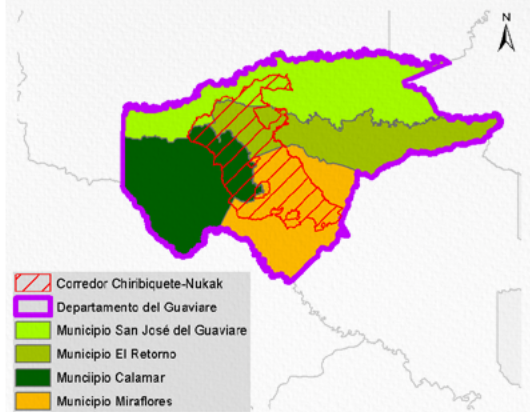 N
Corredor Chiribiquete-Nukak
Departamento del Guaviare
Municipio San José del Guaviare
Municipio El Retorno
Munciipio Calamar
Municipio Miraflores